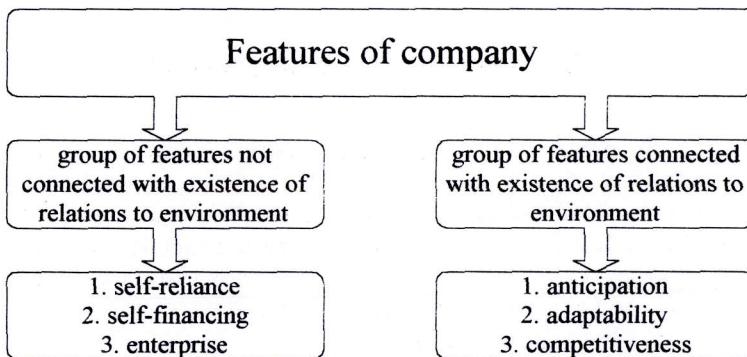 Features of company
group of features not
connected with existence of
relations to environment
group of features connected
with existence of relations to
environment
1. self-reliance
2. self-financing
3. enterprise
1. anticipation
2. adaptability
3. competitiveness